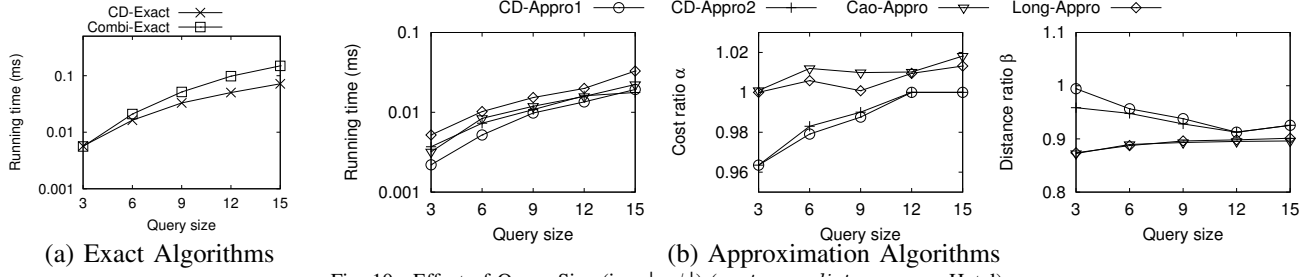 CD-Exact
Combi-Exact
Running time (ms)
0.1
0.01
0.001
3 6 9 12 15
Query size
(a) Exact Algorithms
CD-Appro1 CD-Appro2 Cao-Appro Long-Appro
Running time (ms)
0.1
0.01
0.001
3 6 9 12 15
Query size
Cost ratio α
1.02
1
0.98
0.96
3 6 9 12 15
Query size
Distance ratio β
1.1
1
0.9
0.8
3 6 9 12 15
Query size
(b) Approximation Algorithms